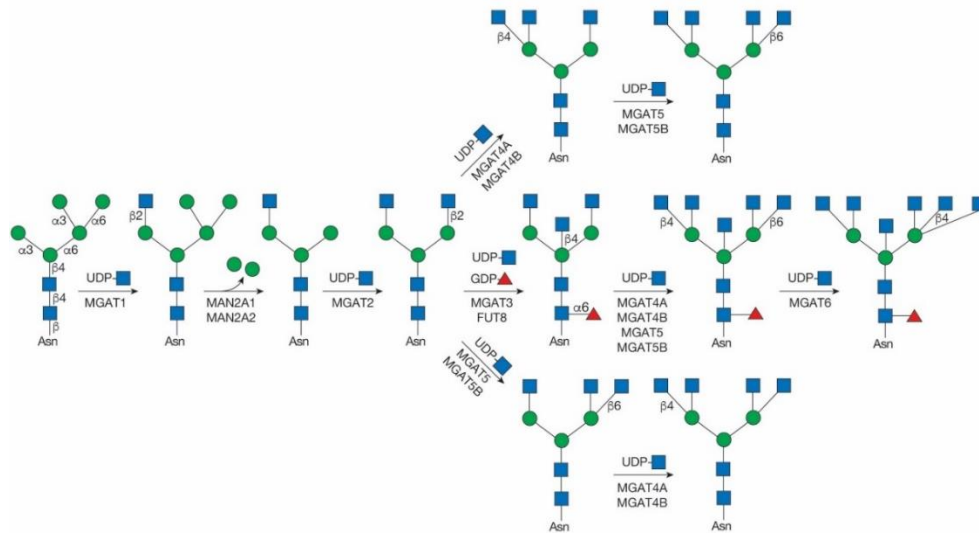 β4
UDP-
MGAT5
MGAT5B
β6
Asn
Asn
UDP-
MGAT4A
MGAT4B
α3
α6
α3
α6
β4
β4
β
Asn
UDP-
MGAT1
β2
Asn
MAN2A1
MAN2A2
Asn
UDP-
MGAT2
β2
Asn
UDP-
GDP-
MGAT3
FUT8
β4
α6
Asn
UDP-
MGAT4A
MGAT4B
MGAT5
MGAT5B
β4
β6
Asn
UDP-
MGAT6
β4
Asn
UDP-
MGAT5
MGAT5B
β6
Asn
UDP-
MGAT4A
MGAT4B
β4
Asn